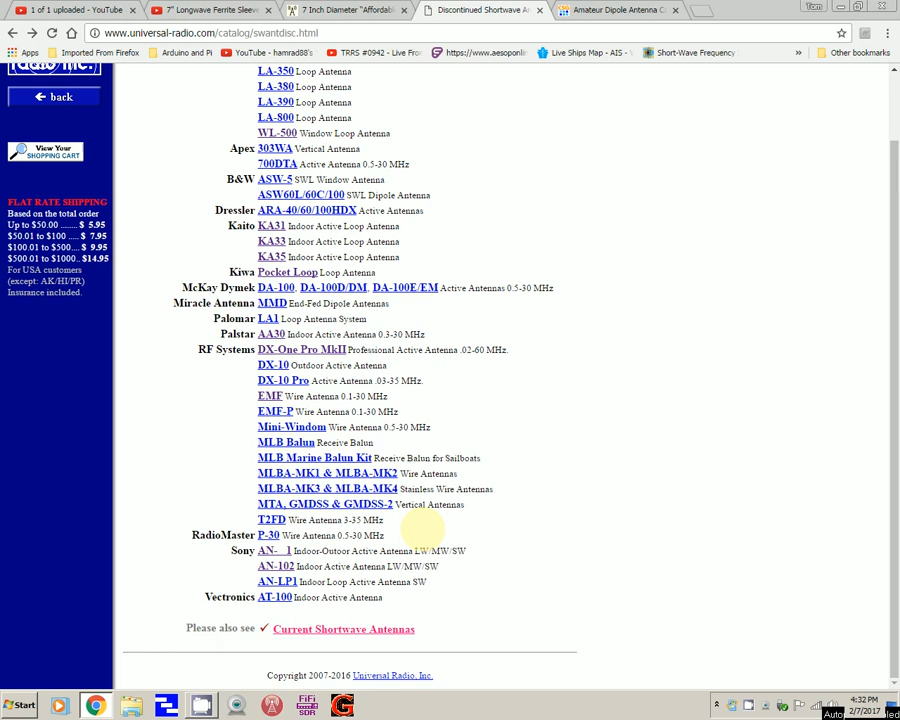 1 of 1 uploaded - YouTube
7" Longwave Ferrite Sleeve
7 Inch Diameter "Affordabl
Discontinued Shortwave An
Amateur Dipole Antenna Ca
Tom
www.universal-radio.com/catalog/swantdisc.html
Apps
Imported From Firefox
Arduino and Pi
YouTube - hamrad88's
TRRS #0942 - Live Fro
https://www.aesoponlin
Live Ships Map - AIS -
Short-Wave Frequency
»
Other bookmarks
Radio Inc.
back
View Your
SHOPPING CART
FLAT RATE SHIPPING
Based on the total order
Up to $50.00 ........ $ 5.95
$50.01 to $100 ..... $ 7.95
$100.01 to $500.... $ 9.95
$500.01 to $1000.. $14.95
For USA customers
(except: AK/HI/PR)
Insurance included.
LA-350 Loop Antenna
LA-380 Loop Antenna
LA-390 Loop Antenna
LA-800 Loop Antenna
WL-500 Window Loop Antenna
Apex 303WA Vertical Antenna
700DTA Active Antenna 0.5-30 MHz
B&W ASW-5 SWL Window Antenna
ASW60L/60C/100 SWL Dipole Antenna
Dressler ARA-40/60/100HDX Active Antennas
Kaito KA31 Indoor Active Loop Antenna
KA33 Indoor Active Loop Antenna
KA35 Indoor Active Loop Antenna
Kiwa Pocket Loop Loop Antenna
McKay Dymek DA-100, DA-100D/DM, DA-100E/EM Active Antennas 0.5-30 MHz
Miracle Antenna MMD End-Fed Dipole Antennas
Palomar LA1 Loop Antenna System
Palstar AA30 Indoor Active Antenna 0.3-30 MHz
RF Systems DX-One Pro MkII Professional Active Antenna .02-60 MHz.
DX-10 Outdoor Active Antenna
DX-10 Pro Active Antenna .03-35 MHz.
EMF Wire Antenna 0.1-30 MHz
EMF-P Wire Antenna 0.1-30 MHz
Mini-Windom Wire Antenna 0.5-30 MHz
MLB Balun Receive Balun
MLB Marine Balun Kit Receive Balun for Sailboats
MLBA-MK1 & MLBA-MK2 Wire Antennas
MLBA-MK3 & MLBA-MK4 Stainless Wire Antennas
MTA, GMDSS & GMDSS-2 Vertical Antennas
T2FD Wire Antenna 3-35 MHz
RadioMaster P-30 Wire Antenna 0.5-30 MHz
Sony AN- 1 Indoor-Outoor Active Antenna LW/MW/SW
AN-102 Indoor Active Antenna LW/MW/SW
AN-LP1 Indoor Loop Active Antenna SW
Vectronics AT-100 Indoor Active Antenna
Please also see ✓ Current Shortwave Antennas
Copyright 2007-2016 Universal Radio, Inc.
Start
FiFi
SDR
4:32 PM
2/7/2017